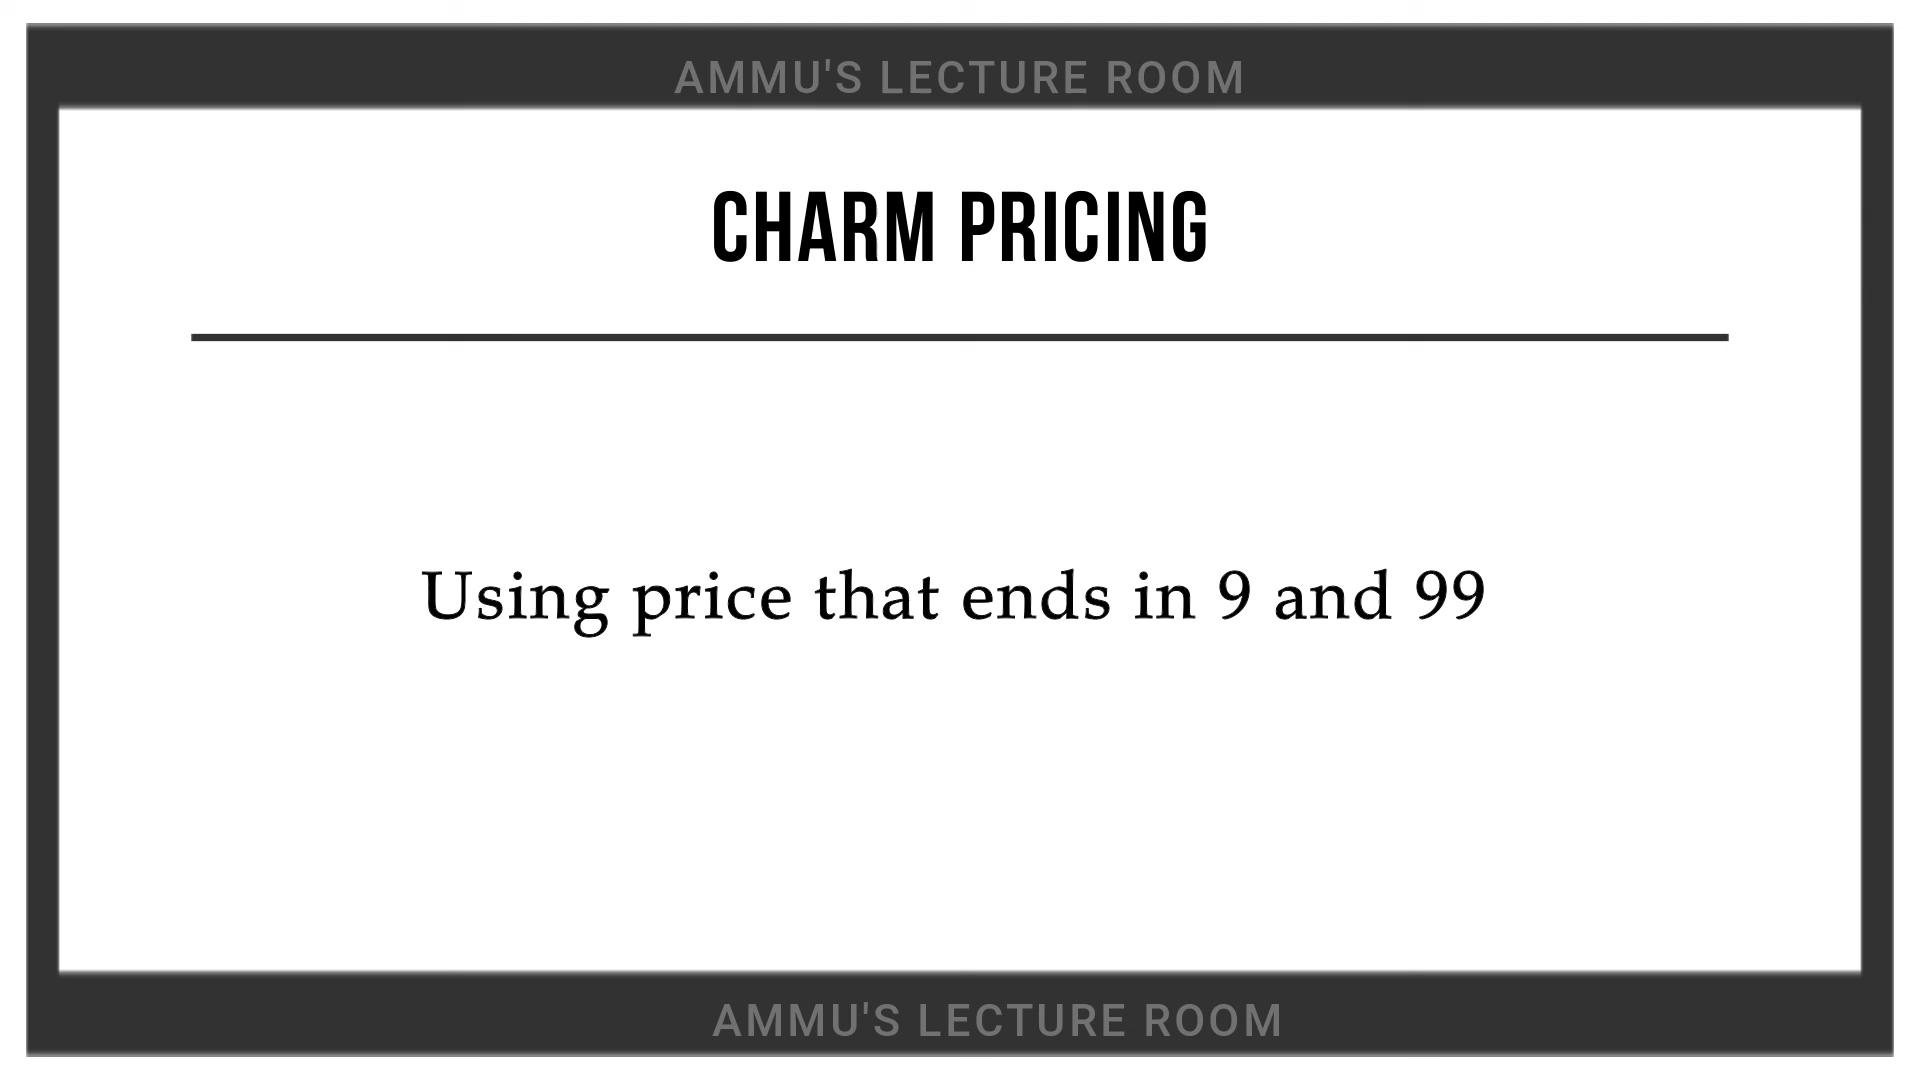 AMMU'S LECTURE ROOM
CHARM PRICING
Using price that ends in 9 and 99
AMMU'S LECTURE ROOM